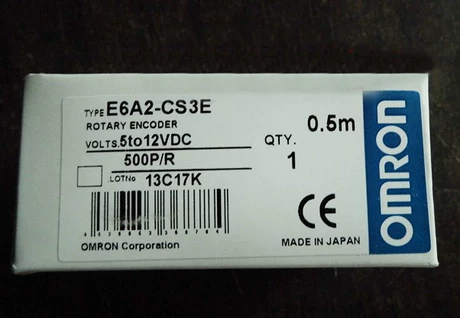 TYPE E6A2-CS3E
ROTARY ENCODER
0.5m
VOLTS. 5to12VDC
QTY.
500P/R
1
LOTNo 13C17K
CE
OMRON Corporation
MADE IN JAPAN
OMRON